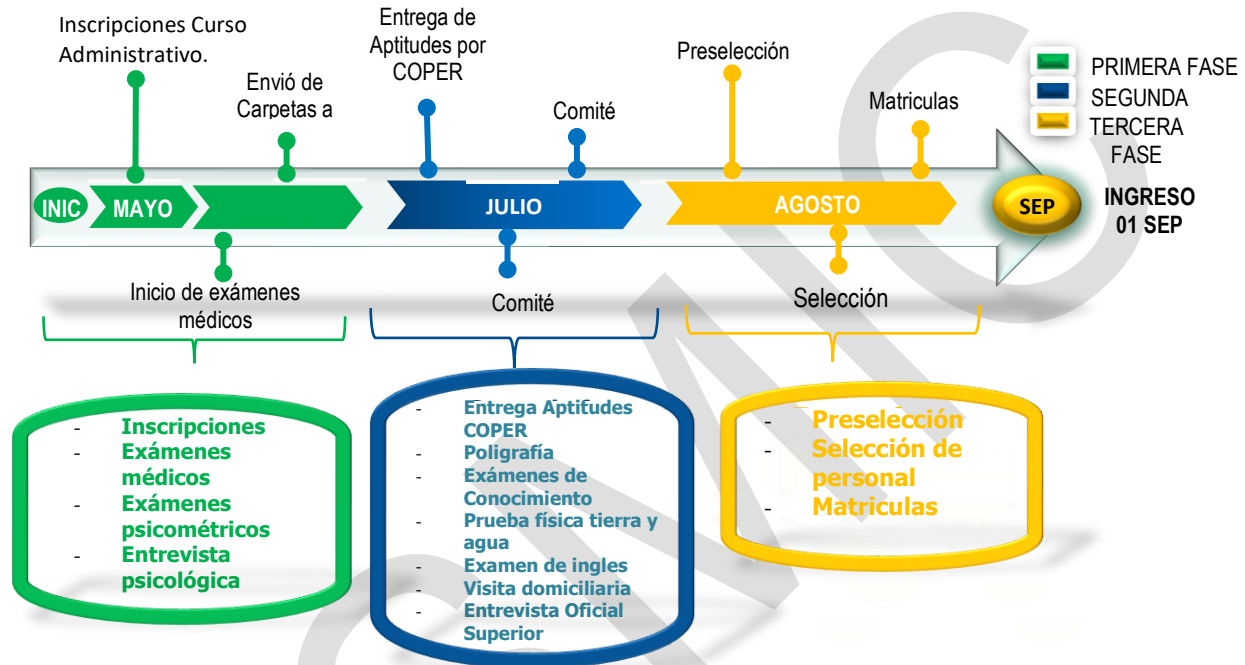 Inscripciones Curso
Administrativo.
Envió de
Carpetas a
Entrega de
Aptitudes por
COPER
Comité
Preselección
Matriculas
PRIMERA FASE
SEGUNDA
TERCERA
FASE
INIC
MAYO
JULIO
AGOSTO
SEP
INGRESO
01 SEP
Inicio de exámenes
médicos
Comité
Selección
- Inscripciones
- Exámenes
médicos
- Exámenes
psicométricos
- Entrevista
psicológica
- Entrega Aptitudes
COPER
- Poligrafía
- Exámenes de
Conocimiento
- Prueba física tierra y
agua
- Examen de ingles
- Visita domiciliaria
- Entrevista Oficial
Superior
- Preselección
- Selección de
personal
- Matriculas